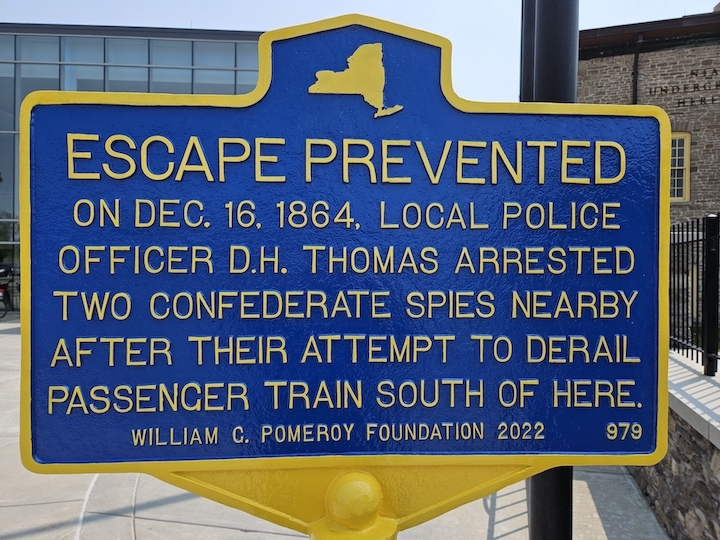 ESCAPE PREVENTED
ON DEC. 16, 1864, LOCAL POLICE
OFFICER D.H. THOMAS ARRESTED
TWO CONFEDERATE SPIES NEARBY
AFTER THEIR ATTEMPT TO DERAIL
PASSENGER TRAIN SOUTH OF HERE.
WILLIAM G. POMEROY FOUNDATION 2022 979